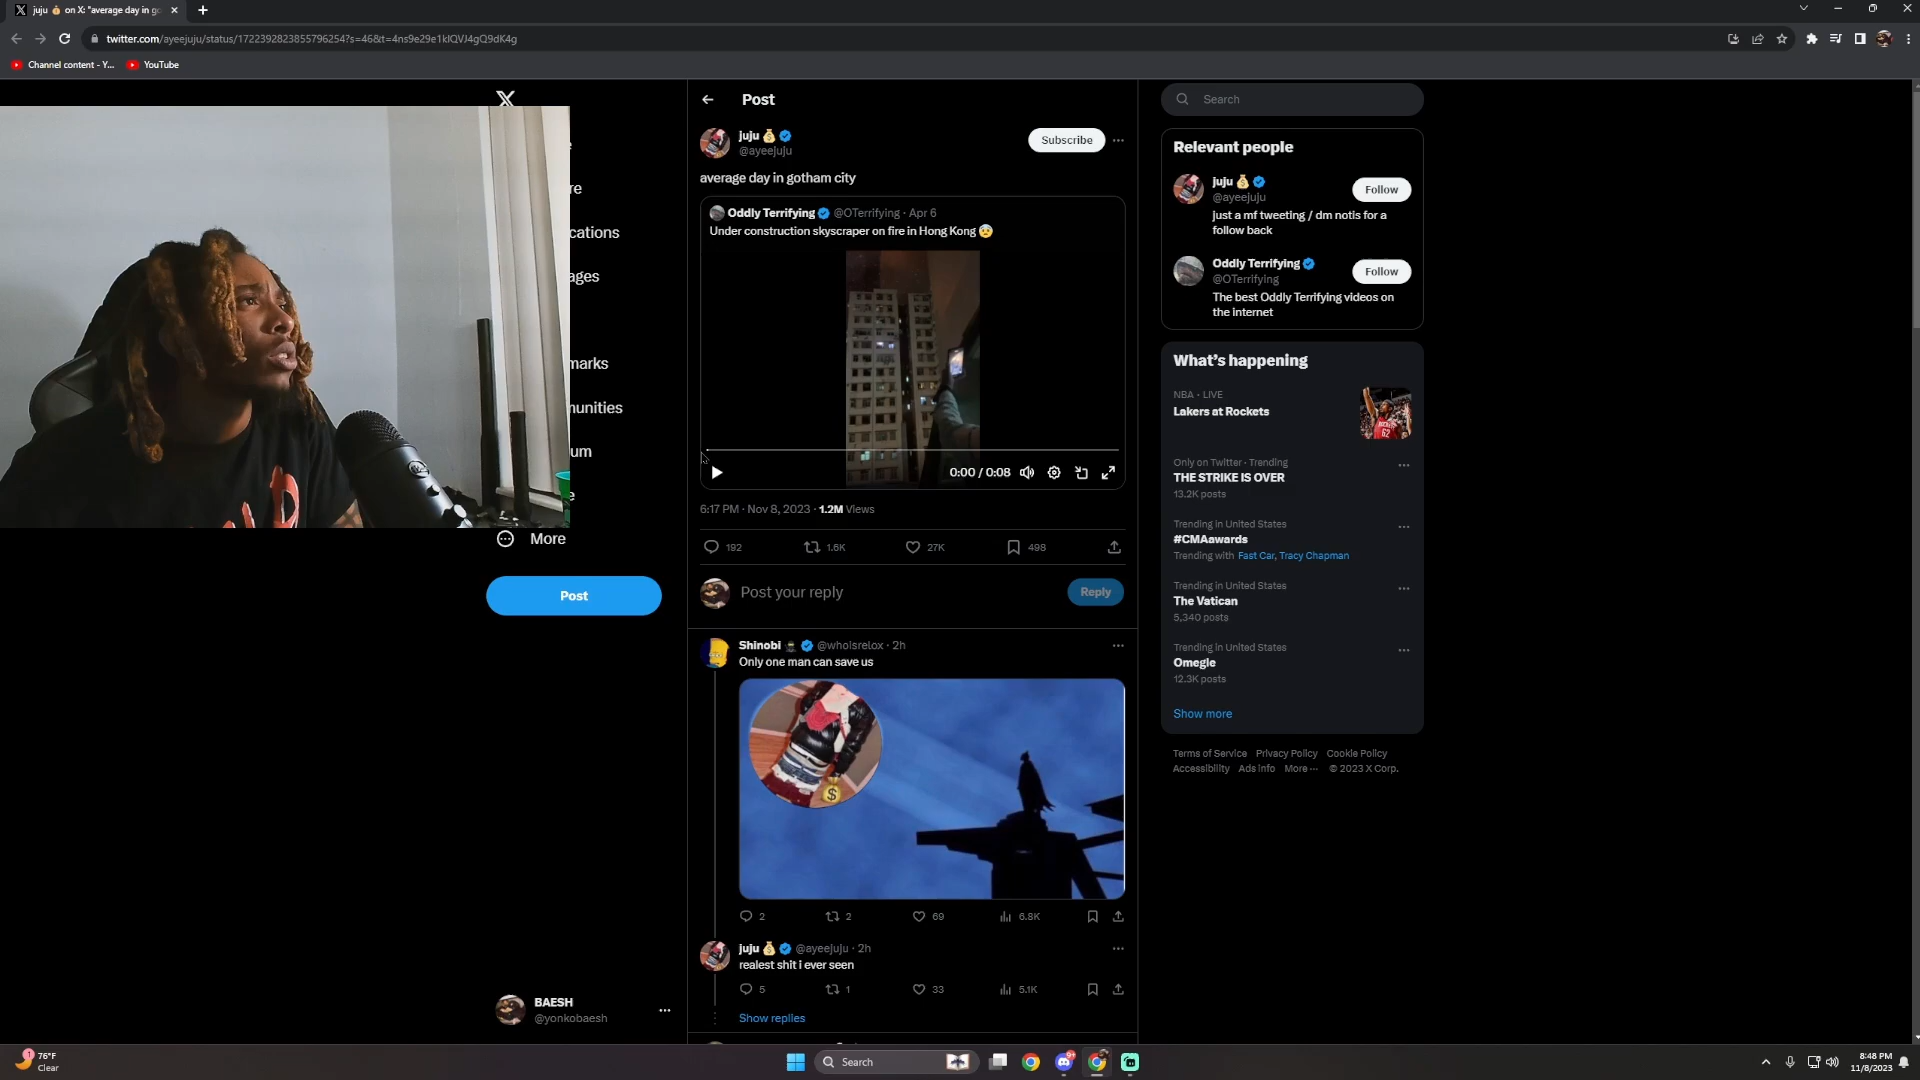 juju 💰 on X: "average day in go
twitter.com/ayeejuju/status/1722392823855796254?s=46&t=4ns9e29e1klQVJ4gQ9dK4g
Channel content - Y...
YouTube
re
cations
ages
marks
nunities
um
e
More
Post
BAESH
@yonkobaesh
Post
juju 💰
@ayeejuju
Subscribe
average day in gotham city
Oddly Terrifying @OTerrifying · Apr 6
Under construction skyscraper on fire in Hong Kong 😨
0:00 / 0:08
6:17 PM · Nov 8, 2023 · 1.2M Views
192 1.6K 27K 498
Post your reply
Reply
Shinobi @whoisrelox · 2h
Only one man can save us
2 2 69 6.8K
juju 💰 @ayeejuju · 2h
realest shit i ever seen
5 1 33 5.1K
Show replies
Search
Relevant people
juju 💰
@ayeejuju
Follow
just a mf tweeting / dm notis for a
follow back
Oddly Terrifying
@OTerrifying
Follow
The best Oddly Terrifying videos on
the internet
What's happening
NBA · LIVE
Lakers at Rockets
Only on Twitter · Trending
THE STRIKE IS OVER
13.2K posts
Trending in United States
#CMAawards
Trending with Fast Car, Tracy Chapman
Trending in United States
The Vatican
5,340 posts
Trending in United States
Omegle
12.3K posts
Show more
Terms of Service Privacy Policy Cookie Policy
Accessibility Ads info More ··· © 2023 X Corp.
76°F
Clear
Search
8:48 PM
11/8/2023